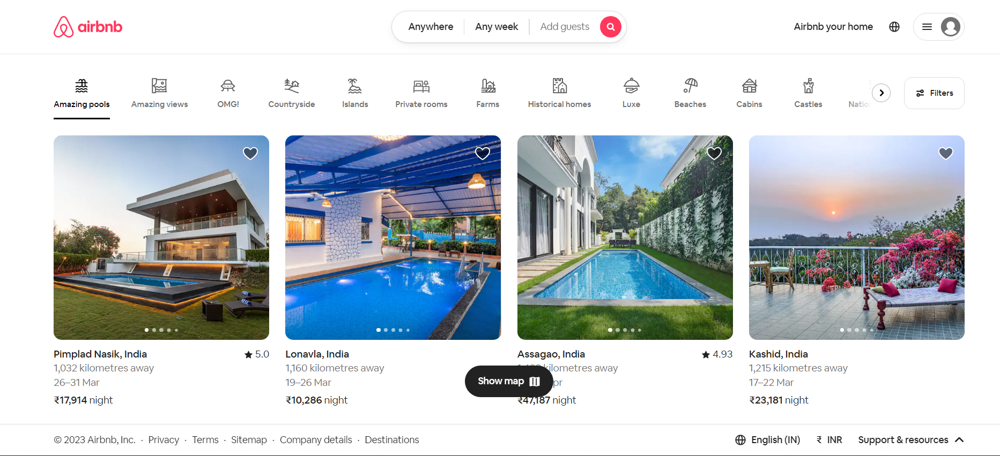 airbnb
Anywhere
Any week
Add guests
Airbnb your home
Amazing pools
Amazing views
OMG!
Countryside
Islands
Private rooms
Farms
Historical homes
Luxe
Beaches
Cabins
Castles
Filters
Pimplad Nasik, India
5.0
1,032 kilometres away
26–31 Mar
₹17,914 night
Lonavla, India
1,160 kilometres away
19–26 Mar
₹10,286 night
Assagao, India
4.93
kilometres away
₹47,187 night
Show map
Kashid, India
1,215 kilometres away
17–22 Mar
₹23,181 night
© 2023 Airbnb, Inc. · Privacy · Terms · Sitemap · Company details · Destinations
English (IN)
₹ INR
Support & resources